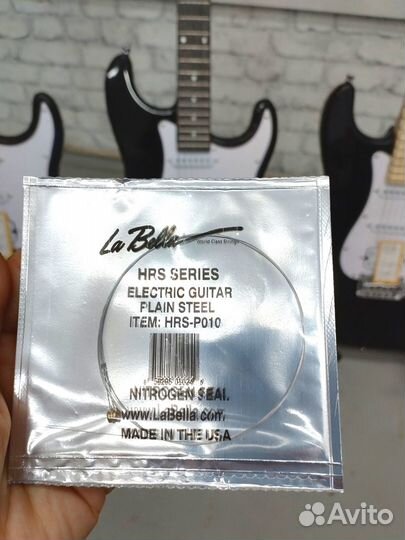 La Bella
World Class Strings
HRS SERIES
ELECTRIC GUITAR
PLAIN STEEL
ITEM: HRS-P010
NITROGEN SEAL
www.LaBella.com
MADE IN THE USA
Avito